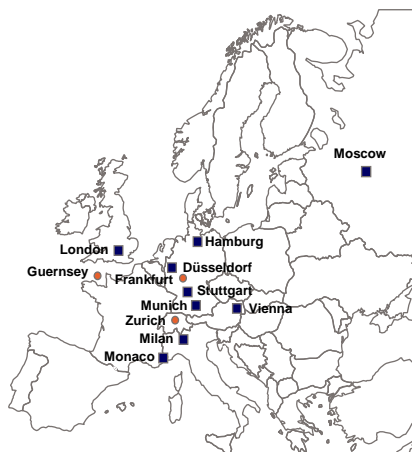 Moscow
Hamburg
London
Düsseldorf
Guernsey
Frankfurt
Stuttgart
Munich
Vienna
Zurich
Milan
Monaco